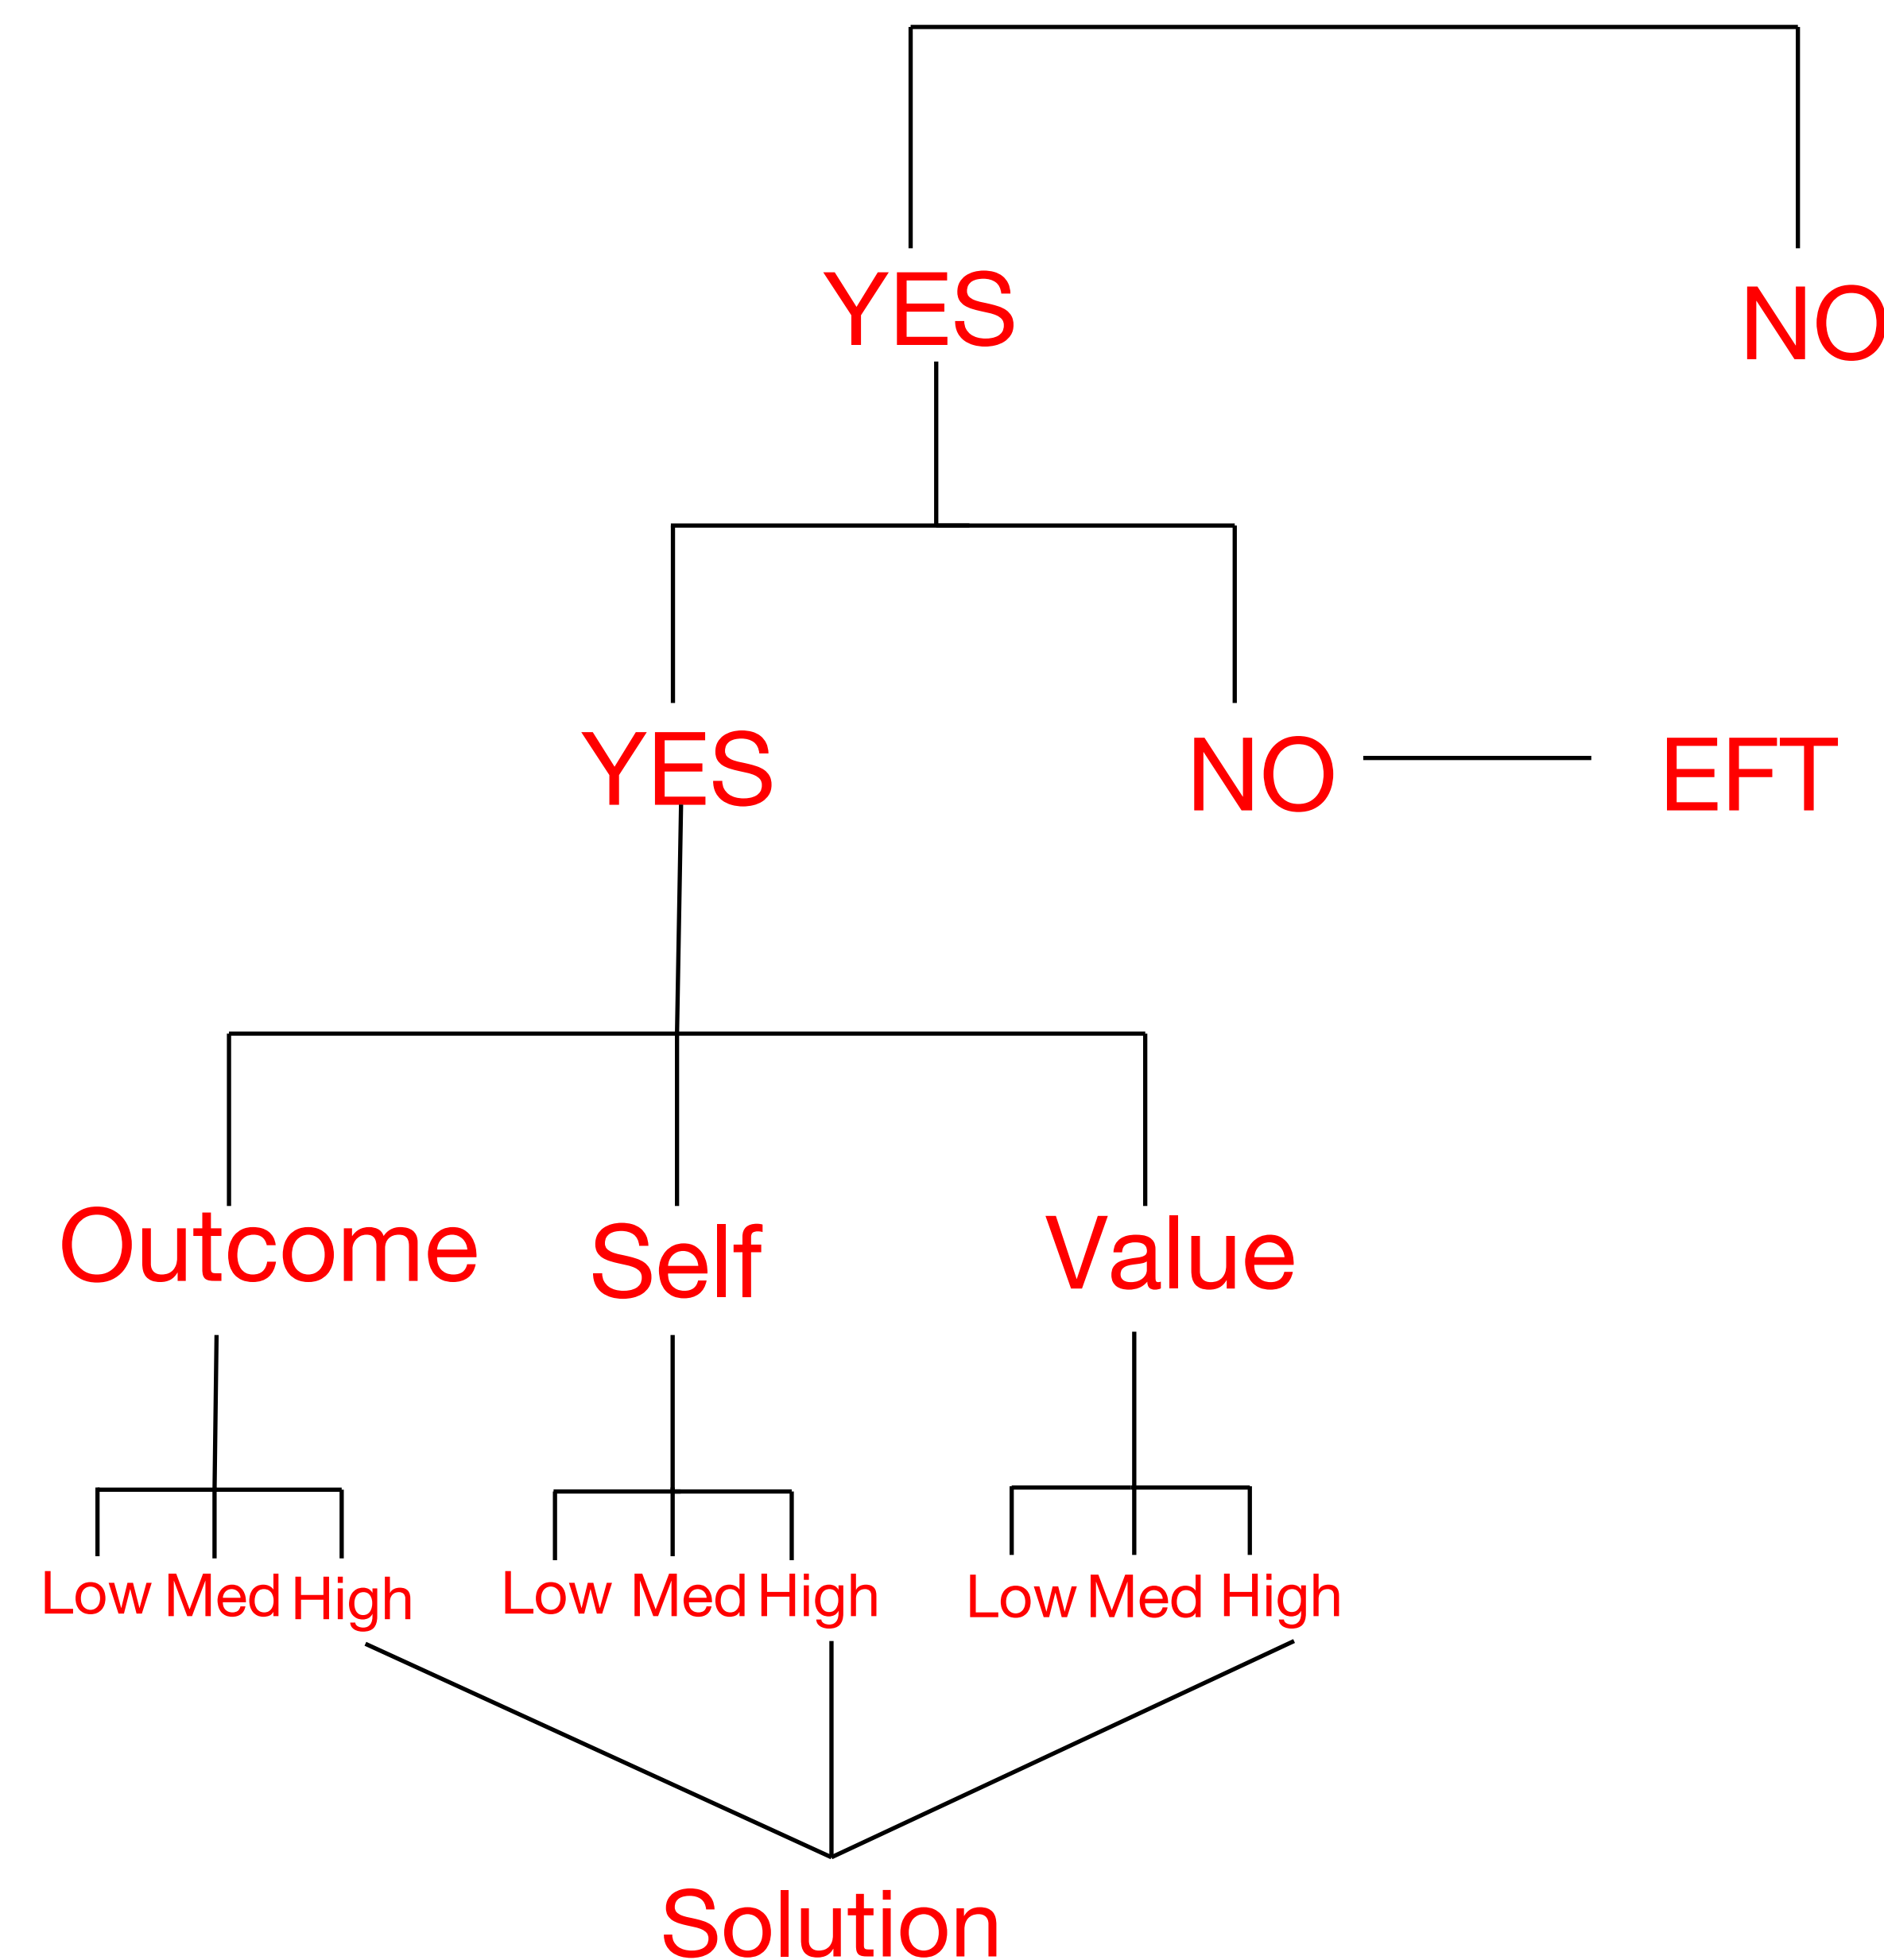 YES NO
YES NO EFT
Outcome Self Value
Low Med High Low Med High Low Med High
Solution